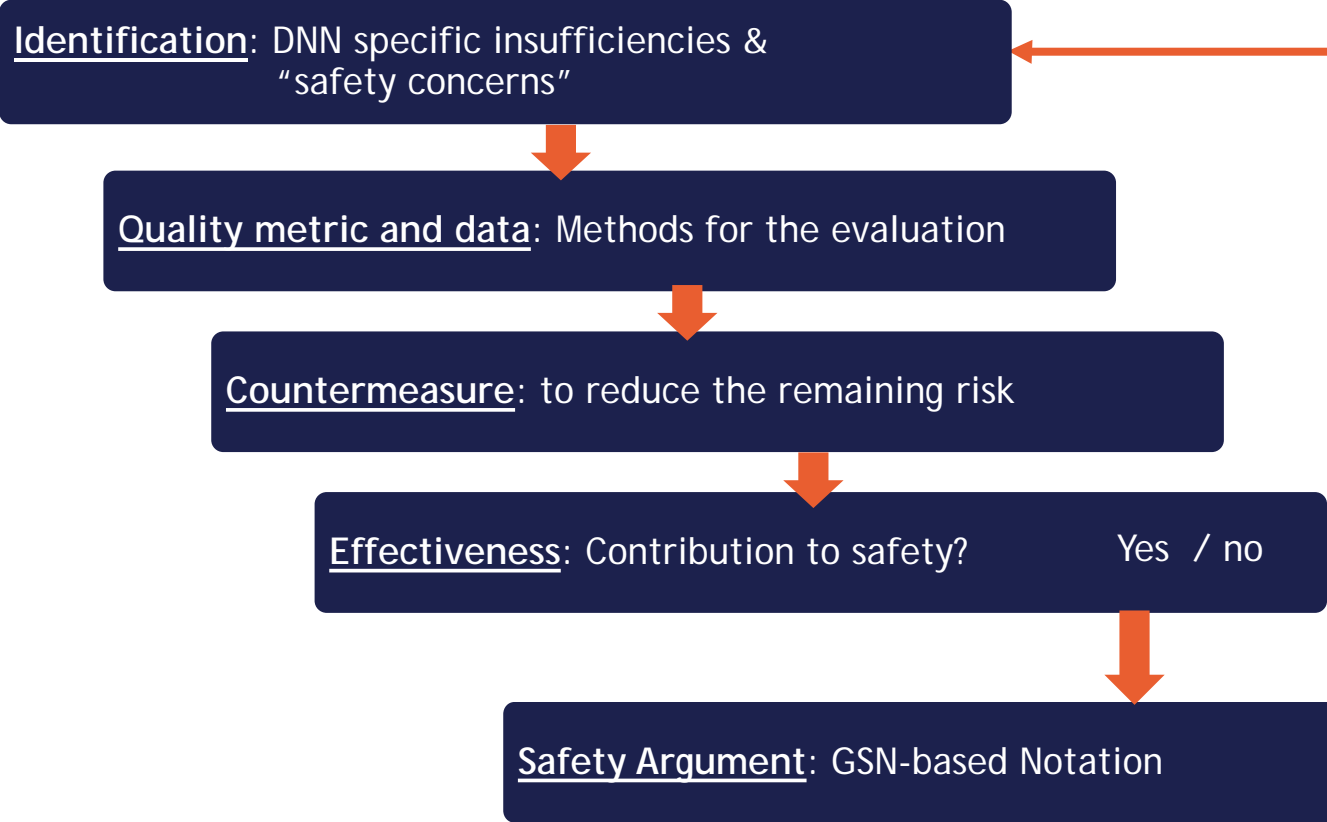 Identification: DNN specific insufficiencies &
“safety concerns”
Quality metric and data: Methods for the evaluation
Countermeasure: to reduce the remaining risk
Effectiveness: Contribution to safety? Yes / no
Safety Argument: GSN-based Notation